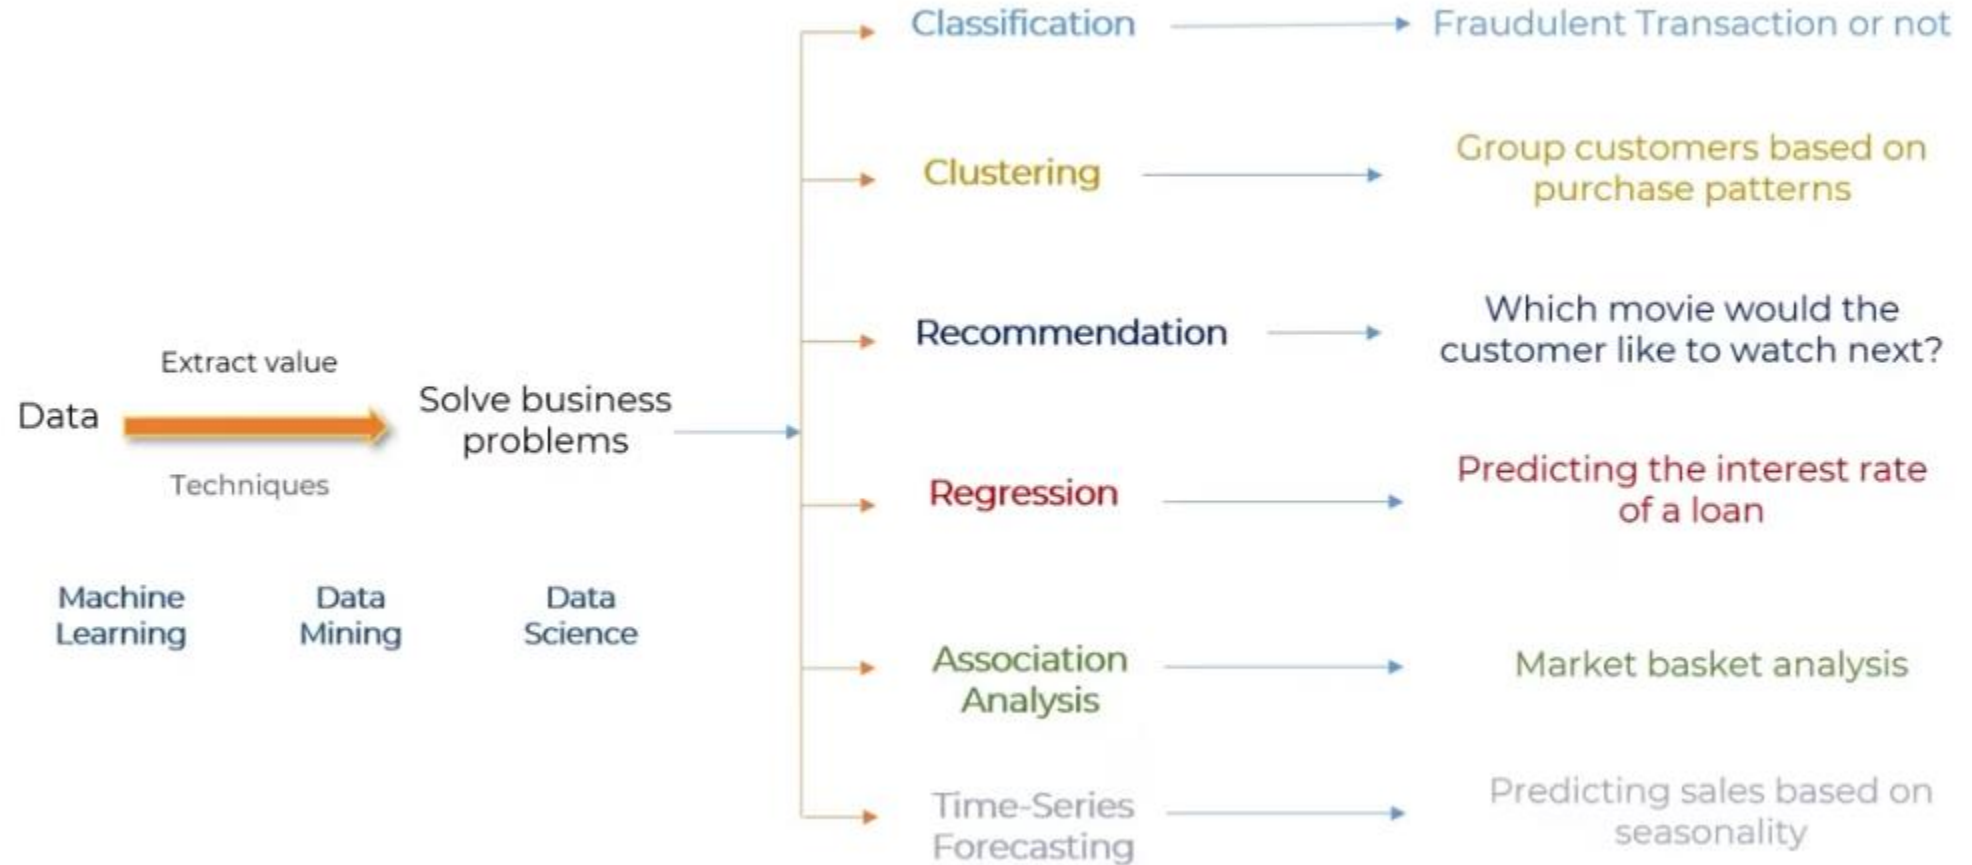 Data
Extract value
Techniques
Solve business
problems
Machine
Learning
Data
Mining
Data
Science
Classification
Fraudulent Transaction or not
Clustering
Group customers based on
purchase patterns
Recommendation
Which movie would the
customer like to watch next?
Regression
Predicting the interest rate
of a loan
Association
Analysis
Market basket analysis
Time-Series
Forecasting
Predicting sales based on
seasonality